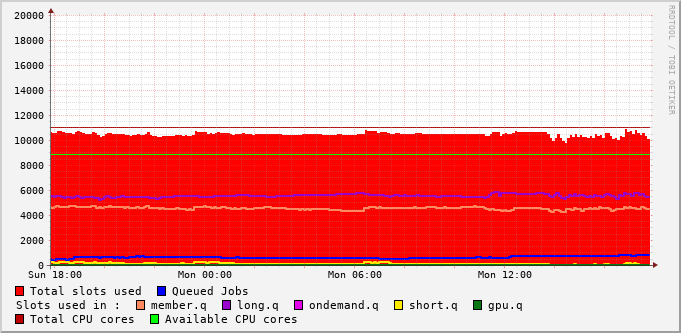 20000
18000
16000
14000
12000
10000
8000
6000
4000
2000
0
Sun 18:00 Mon 00:00 Mon 06:00 Mon 12:00
Total slots used Queued Jobs
Slots used in : member.q long.q ondemand.q short.q gpu.q
Total CPU cores Available CPU cores
RRDTOOL / TOBI OETIKER